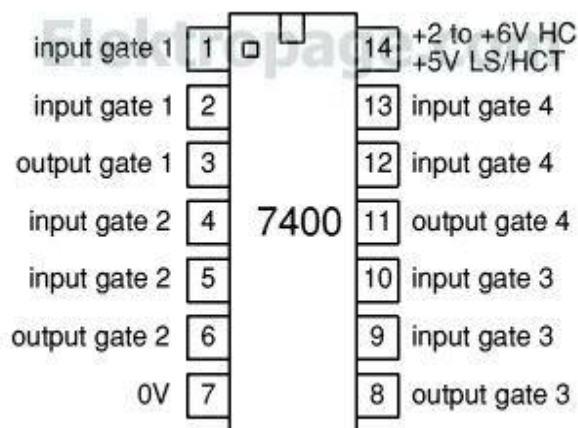 Elektropage.com
input gate 1 1
input gate 1 2
output gate 1 3
input gate 2 4
input gate 2 5
output gate 2 6
0V 7
7400
14 +2 to +6V HC
+5V LS/HCT
13 input gate 4
12 input gate 4
11 output gate 4
10 input gate 3
9 input gate 3
8 output gate 3